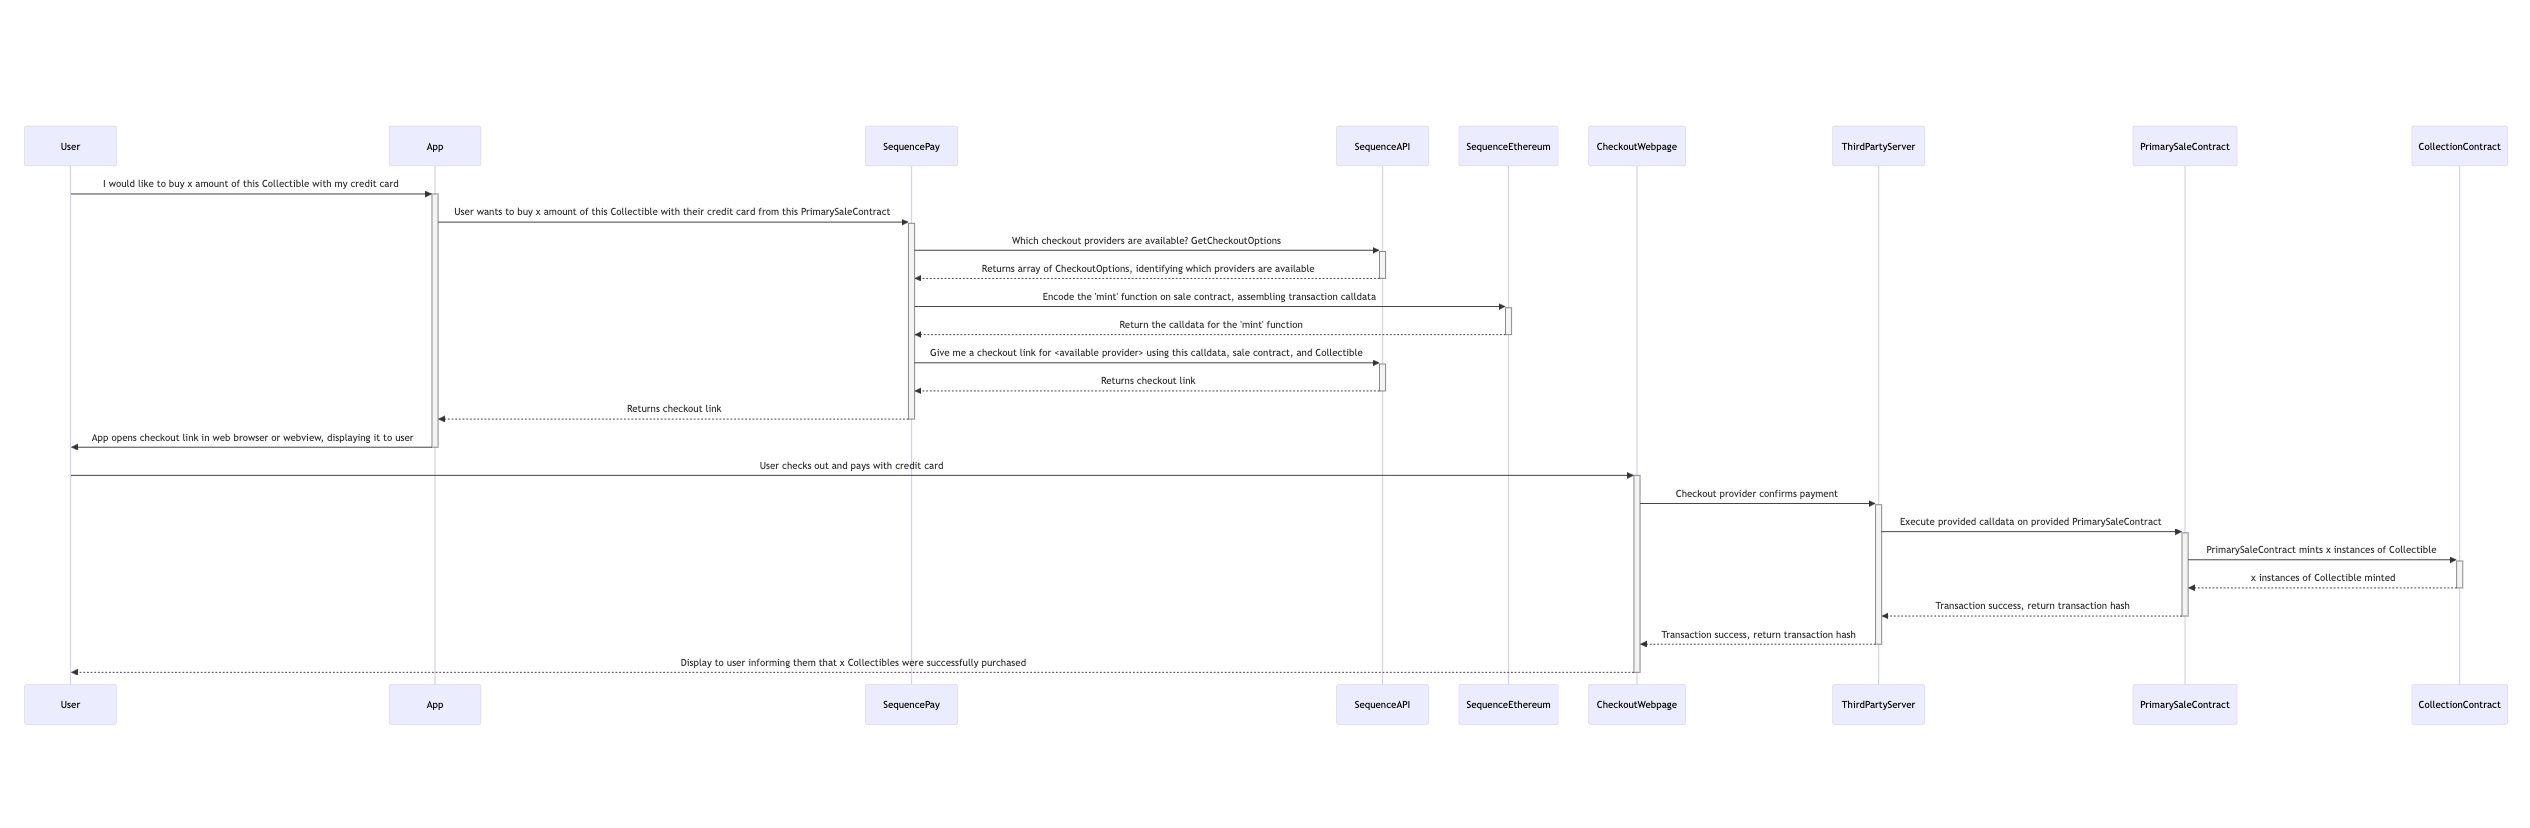 User
App
SequencePay
SequenceAPI
SequenceEthereum
CheckoutWebpage
ThirdPartyServer
PrimarySaleContract
CollectionContract
I would like to buy x amount of this Collectible with my credit card
User wants to buy x amount of this Collectible with their credit card from this PrimarySaleContract
Which checkout providers are available? GetCheckoutOptions
Returns array of CheckoutOptions, identifying which providers are available
Encode the 'mint' function on sale contract, assembling transaction calldata
Return the calldata for the 'mint' function
Give me a checkout link for <available provider> using this calldata, sale contract, and Collectible
Returns checkout link
Returns checkout link
App opens checkout link in web browser or webview, displaying it to user
User checks out and pays with credit card
Checkout provider confirms payment
Execute provided calldata on provided PrimarySaleContract
PrimarySaleContract mints x instances of Collectible
x instances of Collectible minted
Transaction success, return transaction hash
Transaction success, return transaction hash
Display to user informing them that x Collectibles were successfully purchased
User
App
SequencePay
SequenceAPI
SequenceEthereum
CheckoutWebpage
ThirdPartyServer
PrimarySaleContract
CollectionContract